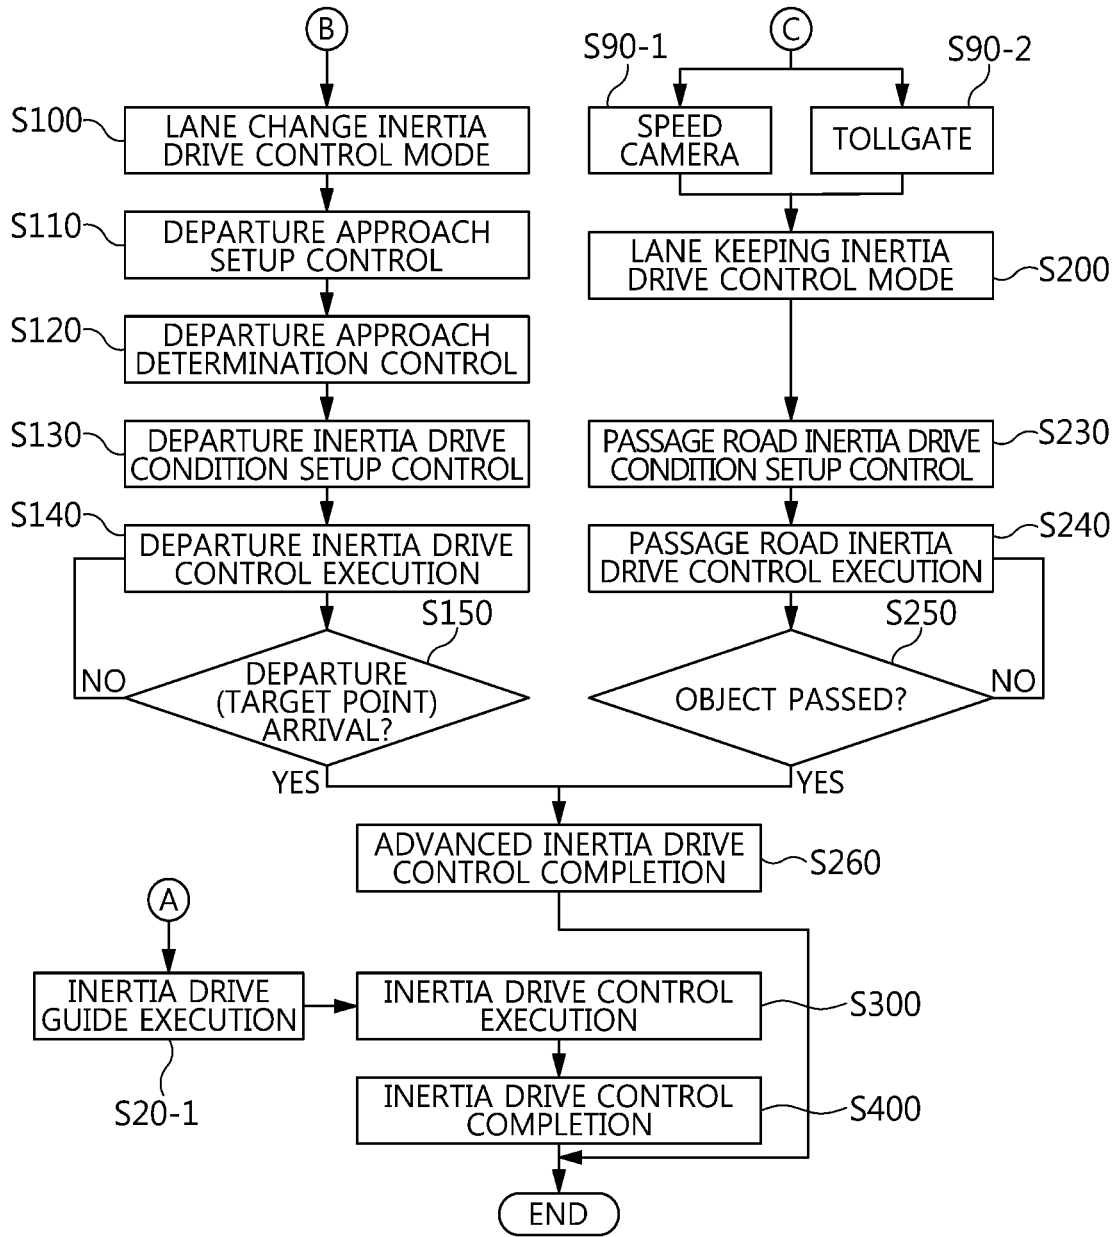 B
S100
LANE CHANGE INERTIA
DRIVE CONTROL MODE
S110
DEPARTURE APPROACH
SETUP CONTROL
S120
DEPARTURE APPROACH
DETERMINATION CONTROL
S130
DEPARTURE INERTIA DRIVE
CONDITION SETUP CONTROL
S140
DEPARTURE INERTIA DRIVE
CONTROL EXECUTION
S150
DEPARTURE
(TARGET POINT)
ARRIVAL?
NO
YES
C
S90-1
SPEED
CAMERA
S90-2
TOLLGATE
LANE KEEPING INERTIA
DRIVE CONTROL MODE
S200
PASSAGE ROAD INERTIA DRIVE
CONDITION SETUP CONTROL
S230
PASSAGE ROAD INERTIA
DRIVE CONTROL EXECUTION
S240
S250
OBJECT PASSED?
NO
YES
ADVANCED INERTIA DRIVE
CONTROL COMPLETION
S260
A
INERTIA DRIVE
GUIDE EXECUTION
S20-1
INERTIA DRIVE CONTROL
EXECUTION
S300
INERTIA DRIVE CONTROL
COMPLETION
S400
END